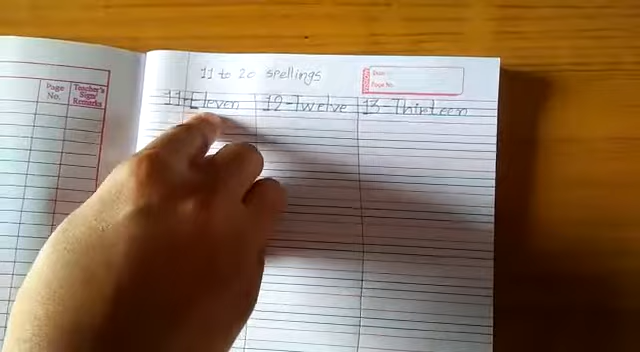 11 to 20 spellings
Date
Page No.
Page No.
Teacher's Sign/ Remarks
11-Eleven 12-Twelve 13-Thirteen